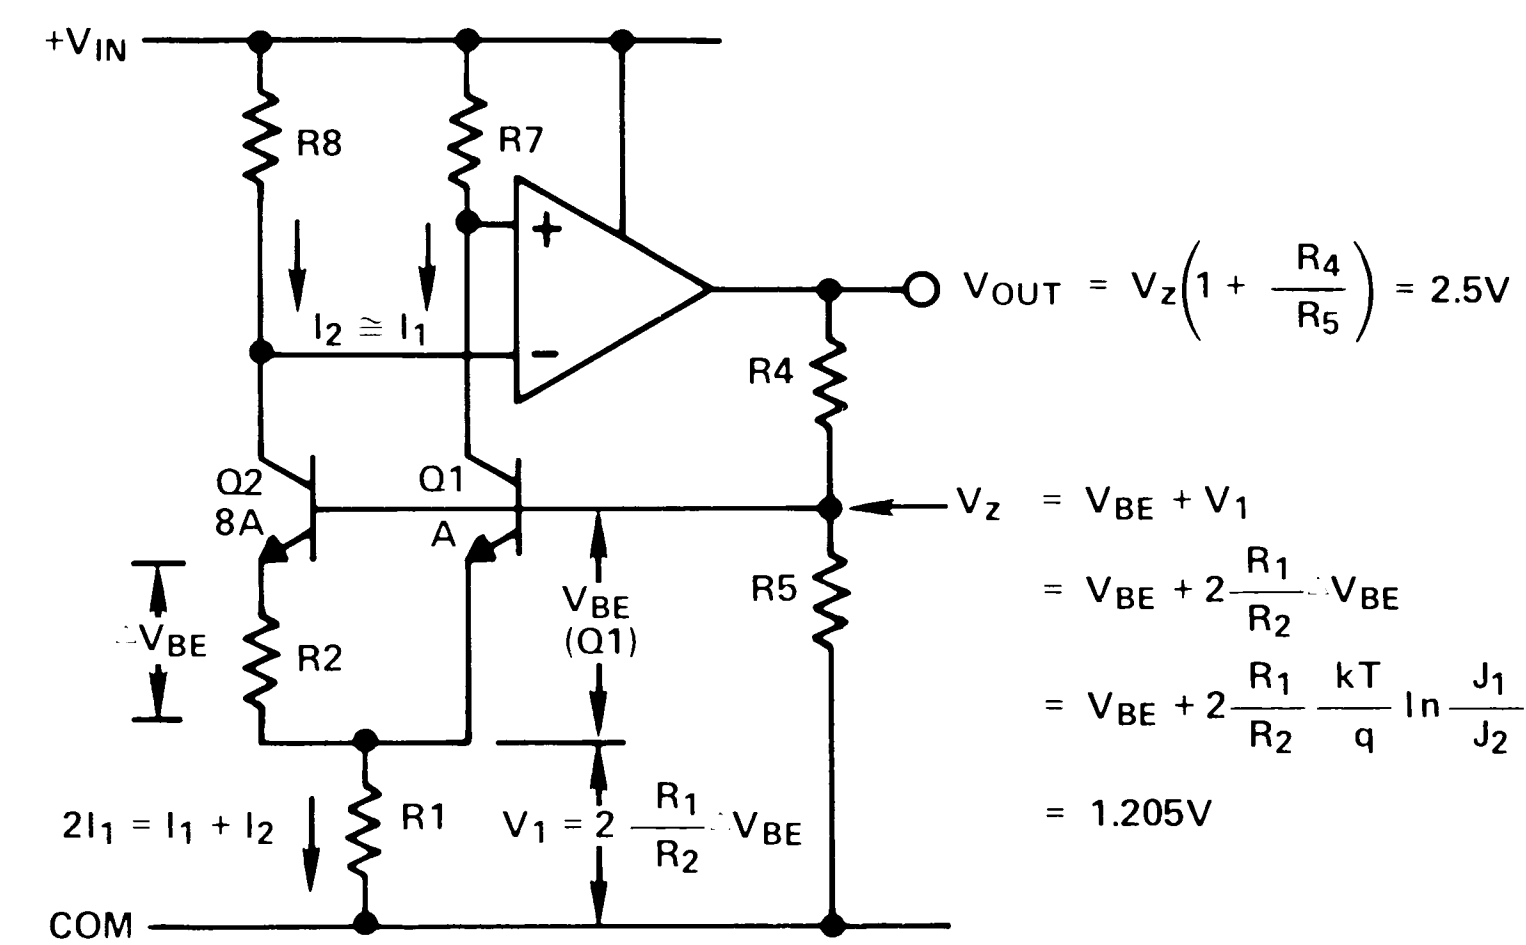 +VIN
R8
R7
+
I2 ≅ I1
−
VOUT = Vz(1 + R4/R5) = 2.5V
R4
Q2
8A
Q1
A
Vz = VBE + V1
= VBE + 2 R1/R2 ΔVBE
= VBE + 2 R1/R2 kT/q ln J1/J2
= 1.205V
R5
VBE
(Q1)
ΔVBE
R2
2I1 = I1 + I2
R1
V1 = 2 R1/R2 ΔVBE
COM